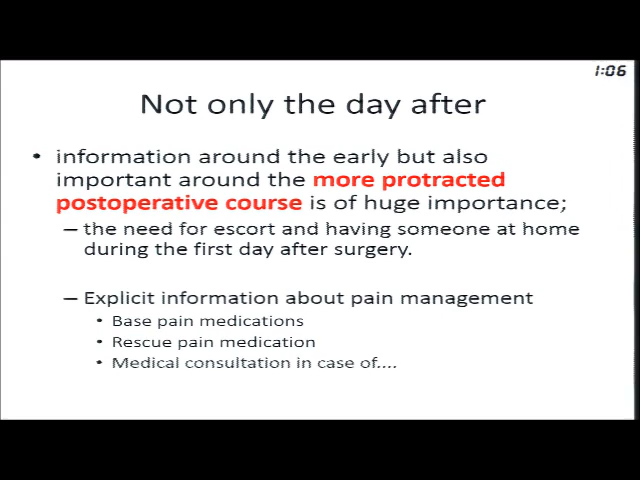 1:06
Not only the day after
• information around the early but also
important around the more protracted
postoperative course is of huge importance;
– the need for escort and having someone at home
during the first day after surgery.
– Explicit information about pain management
• Base pain medications
• Rescue pain medication
• Medical consultation in case of....